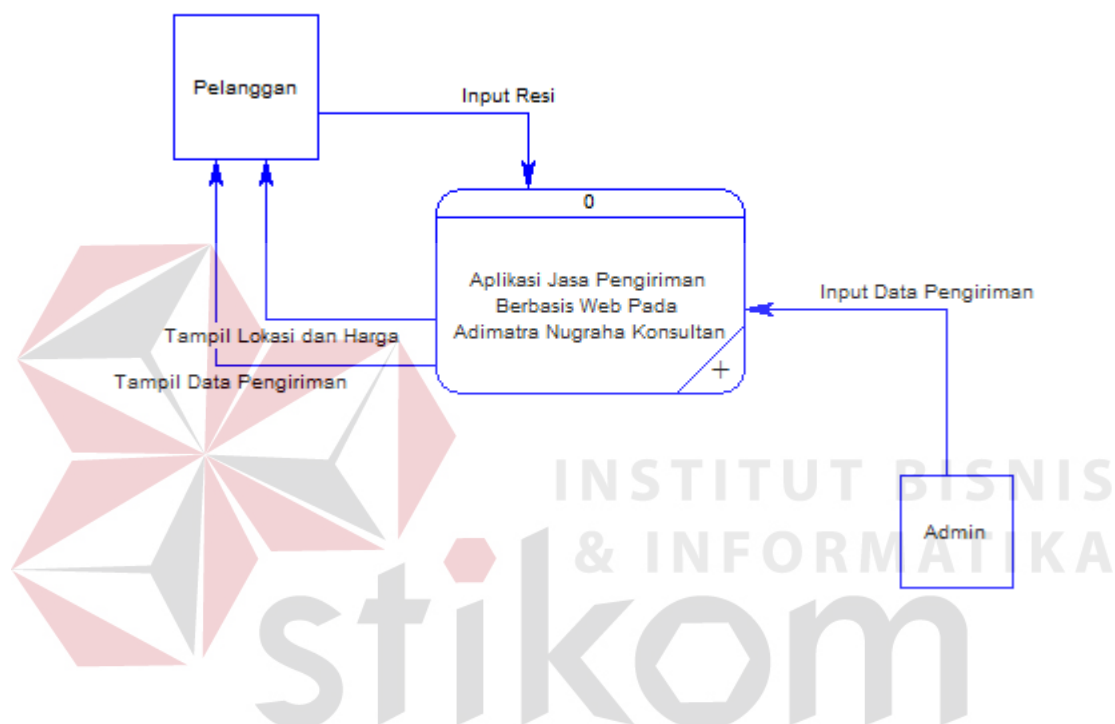 Pelanggan
Input Resi
0
Aplikasi Jasa Pengiriman
Berbasis Web Pada
Adimatra Nugraha Konsultan
+
Input Data Pengiriman
Tampil Lokasi dan Harga
Tampil Data Pengiriman
Admin
INSTITUT BISNIS
& INFORMATIKA
stikom